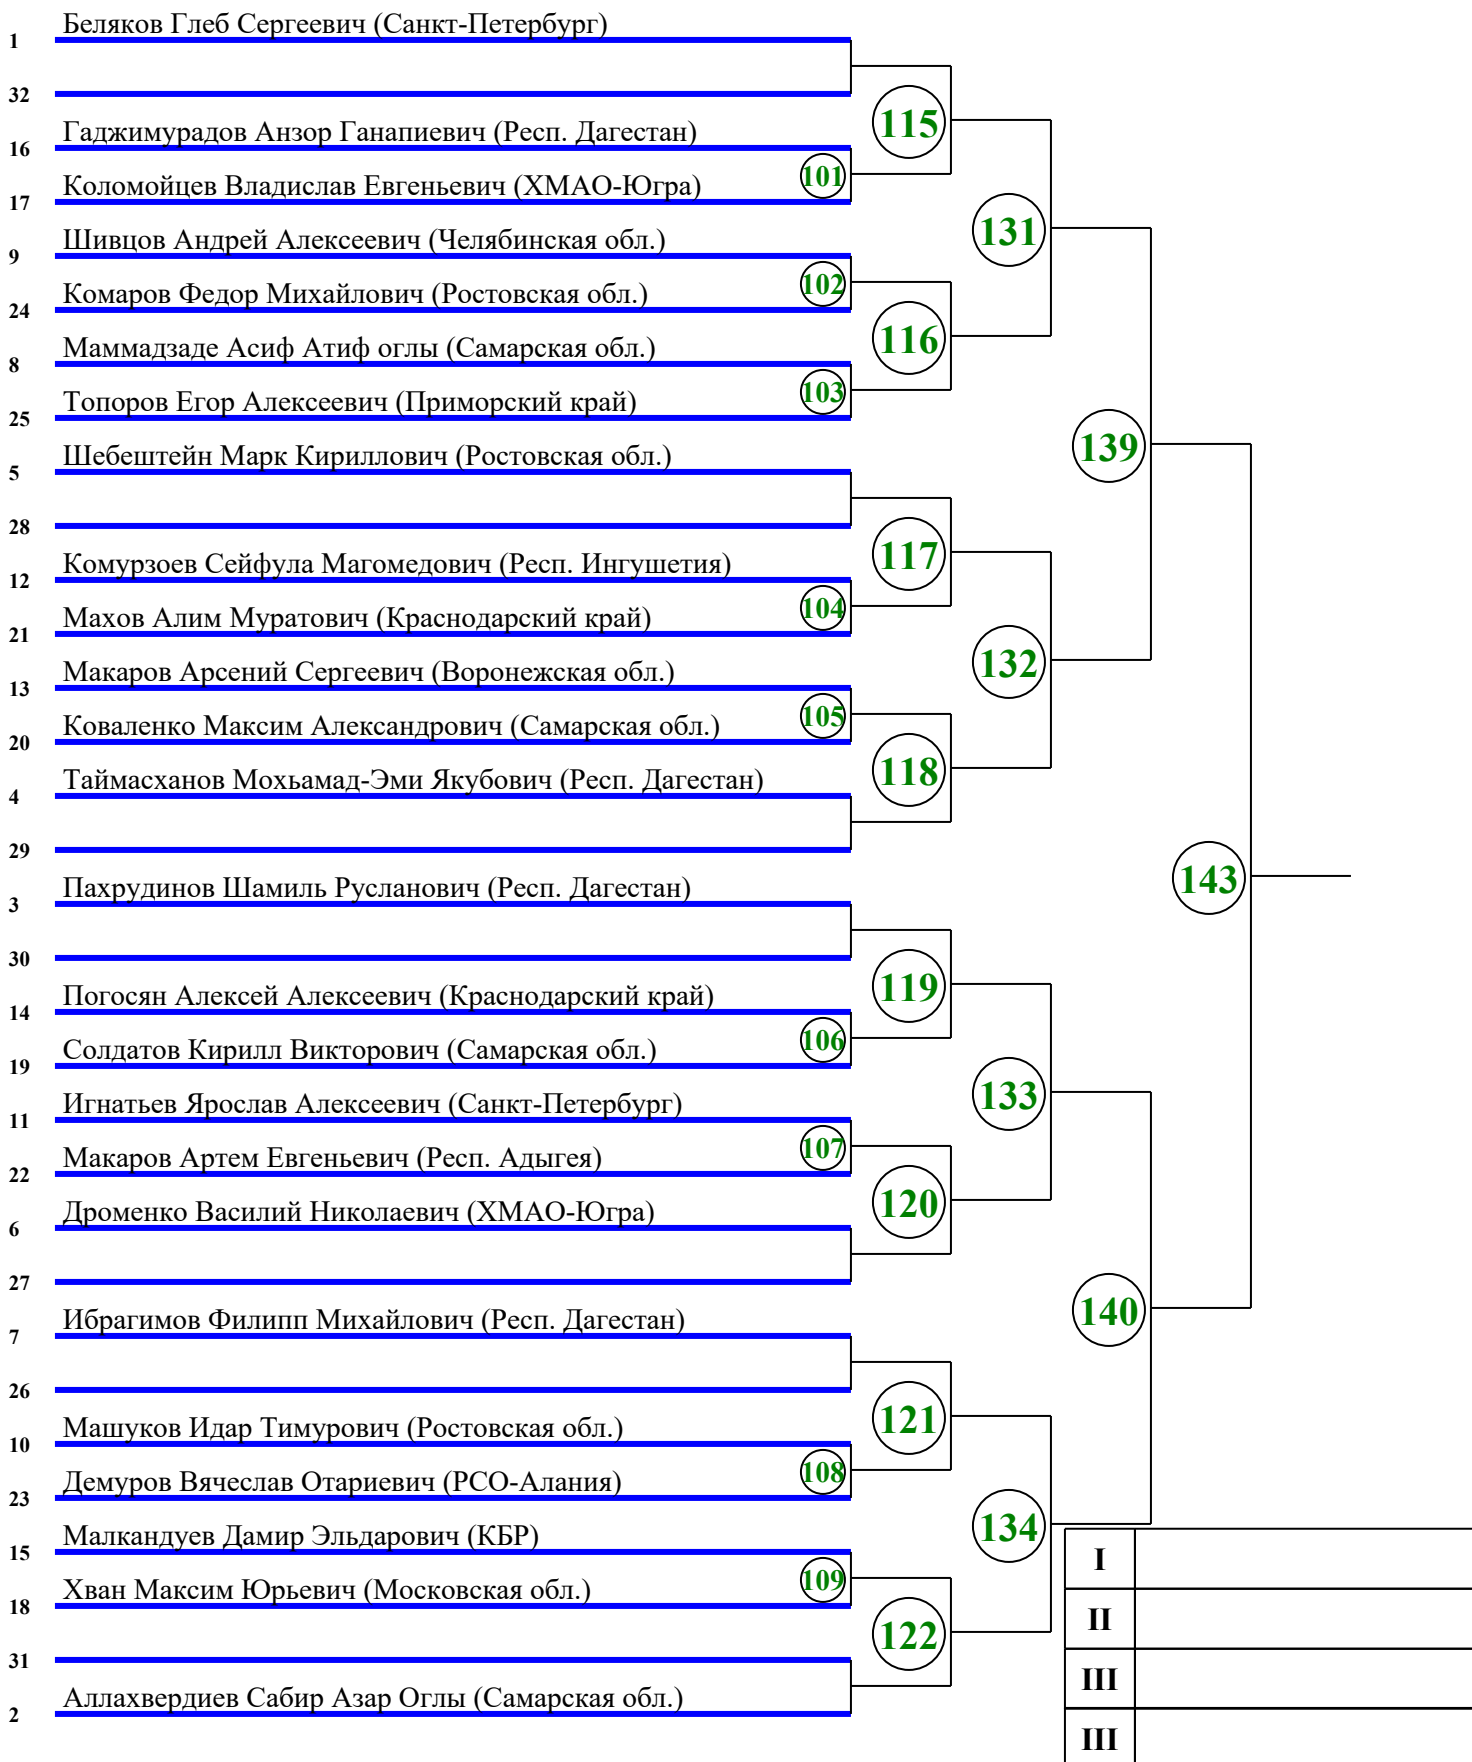 Беляков Глеб Сергеевич (Санкт-Петербург)
1
32
115
Гаджимурадов Анзор Ганапиевич (Респ. Дагестан)
16
101
Коломойцев Владислав Евгеньевич (ХМАО-Югра)
17
131
Шивцов Андрей Алексеевич (Челябинская обл.)
9
102
Комаров Федор Михайлович (Ростовская обл.)
24
116
Маммадзаде Асиф Атиф оглы (Самарская обл.)
8
103
Топоров Егор Алексеевич (Приморский край)
25
139
Шебештейн Марк Кириллович (Ростовская обл.)
5
28
117
Комурзоев Сейфула Магомедович (Респ. Ингушетия)
12
104
Махов Алим Муратович (Краснодарский край)
21
132
Макаров Арсений Сергеевич (Воронежская обл.)
13
105
Коваленко Максим Александрович (Самарская обл.)
20
118
Таймасханов Мохьамад-Эми Якубович (Респ. Дагестан)
4
29
143
Пахрудинов Шамиль Русланович (Респ. Дагестан)
3
30
119
Погосян Алексей Алексеевич (Краснодарский край)
14
106
Солдатов Кирилл Викторович (Самарская обл.)
19
133
Игнатьев Ярослав Алексеевич (Санкт-Петербург)
11
107
Макаров Артем Евгеньевич (Респ. Адыгея)
22
120
Дроменко Василий Николаевич (ХМАО-Югра)
6
27
140
Ибрагимов Филипп Михайлович (Респ. Дагестан)
7
26
121
Машуков Идар Тимурович (Ростовская обл.)
10
108
Демуров Вячеслав Отариевич (РСО-Алания)
23
134
Малкандуев Дамир Эльдарович (КБР)
15
I
109
Хван Максим Юрьевич (Московская обл.)
18
II
122
31
III
Аллахвердиев Сабир Азар Оглы (Самарская обл.)
2
III